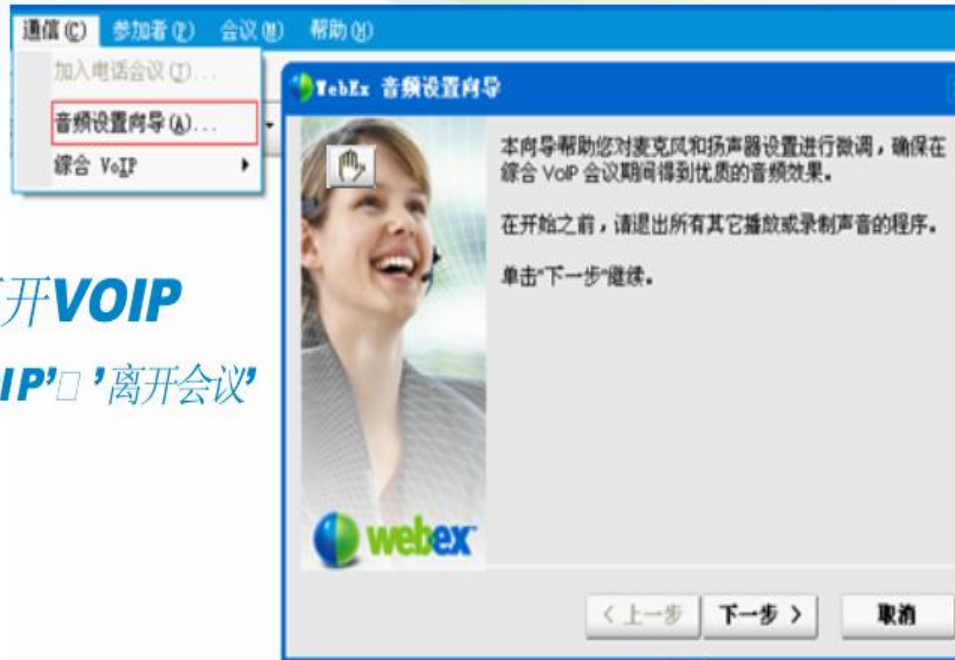 通信(C) 参加者(P) 会议(M) 帮助(H)
加入电话会议(T)...
音频设置向导(A)...
综合 VoIP
WebEx 音频设置向导
本向导帮助您对麦克风和扬声器设置进行微调，确保在
综合 VoIP 会议期间得到优质的音频效果。
在开始之前，请退出所有其它播放或录制声音的程序。
单击“下一步”继续。
开VOIP
IP’□ ’离开会议’
webex
< 上一步 下一步 > 取消